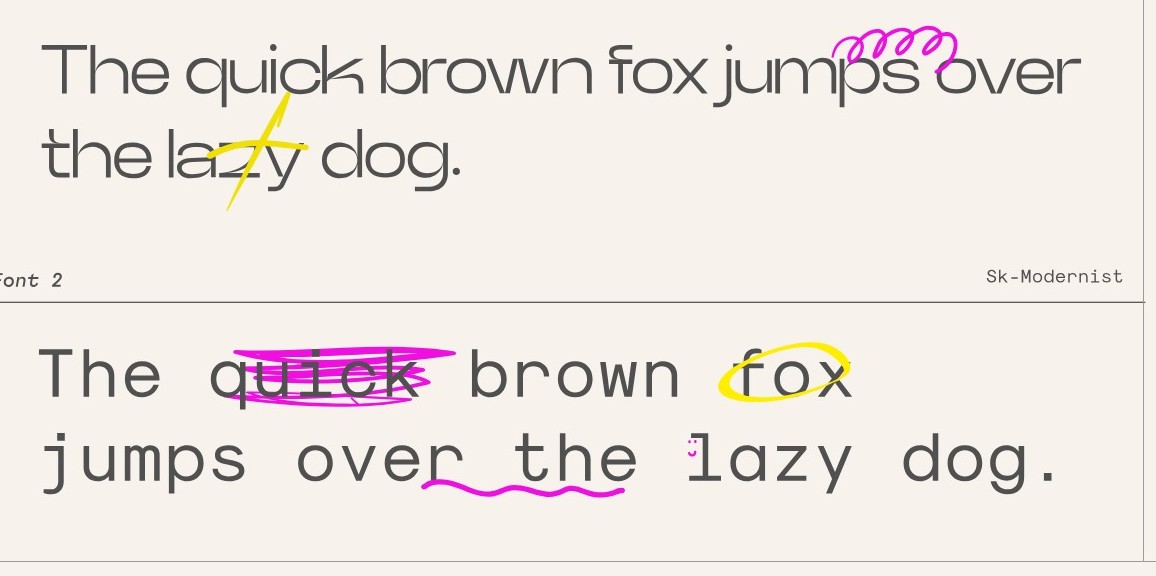 The quick brown fox jumps over
the lazy dog.
Font 2
Sk-Modernist
The quick brown fox
jumps over the lazy dog.